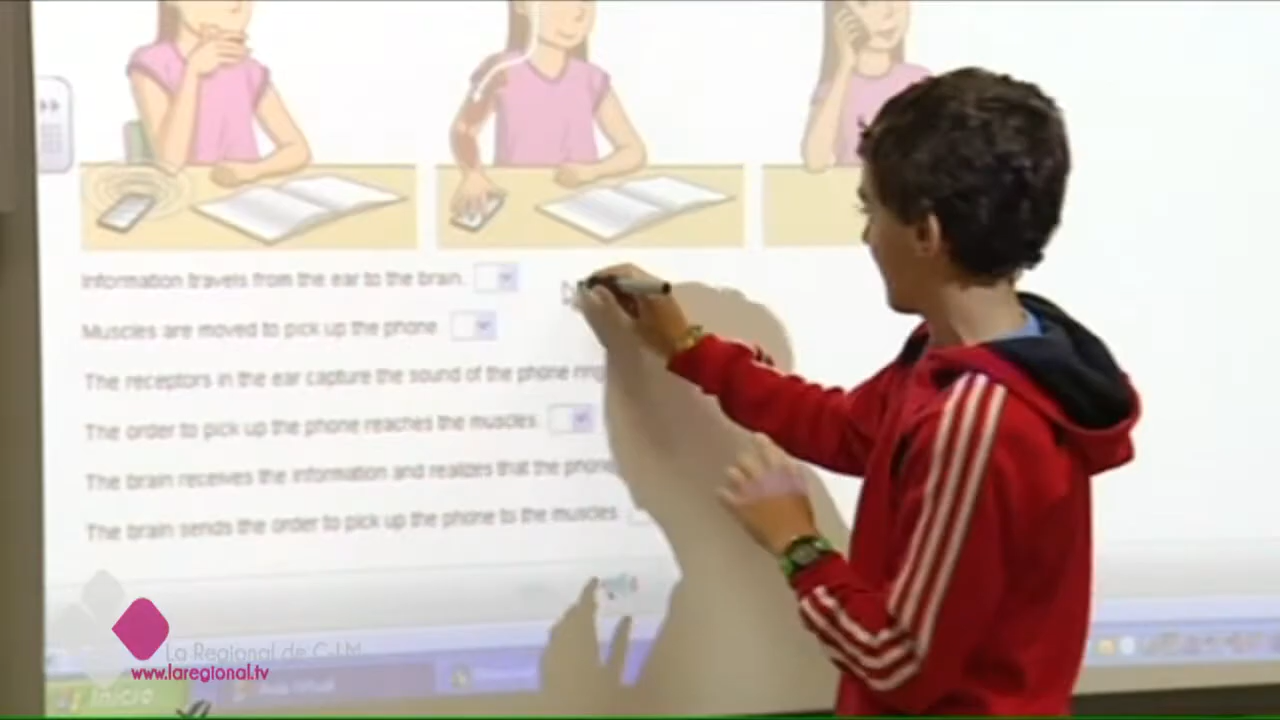 Information travels from the ear to the brain.
Muscles are moved to pick up the phone
The receptors in the ear capture the sound of the phone ring
The order to pick up the phone reaches the muscles.
The brain receives the information and realizes that the phone
The brain sends the order to pick up the phone to the muscles
La Regional de C-LM
www.laregional.tv
Inicio